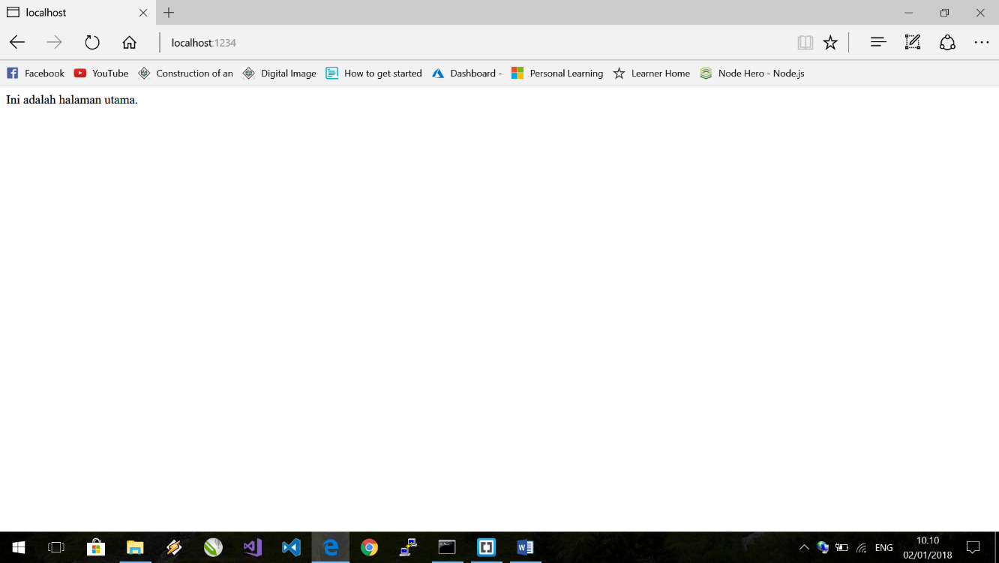 localhost
localhost:1234
Facebook YouTube Construction of an Digital Image How to get started Dashboard - Personal Learning Learner Home Node Hero - Node.js
Ini adalah halaman utama.
ENG
10.10
02/01/2018